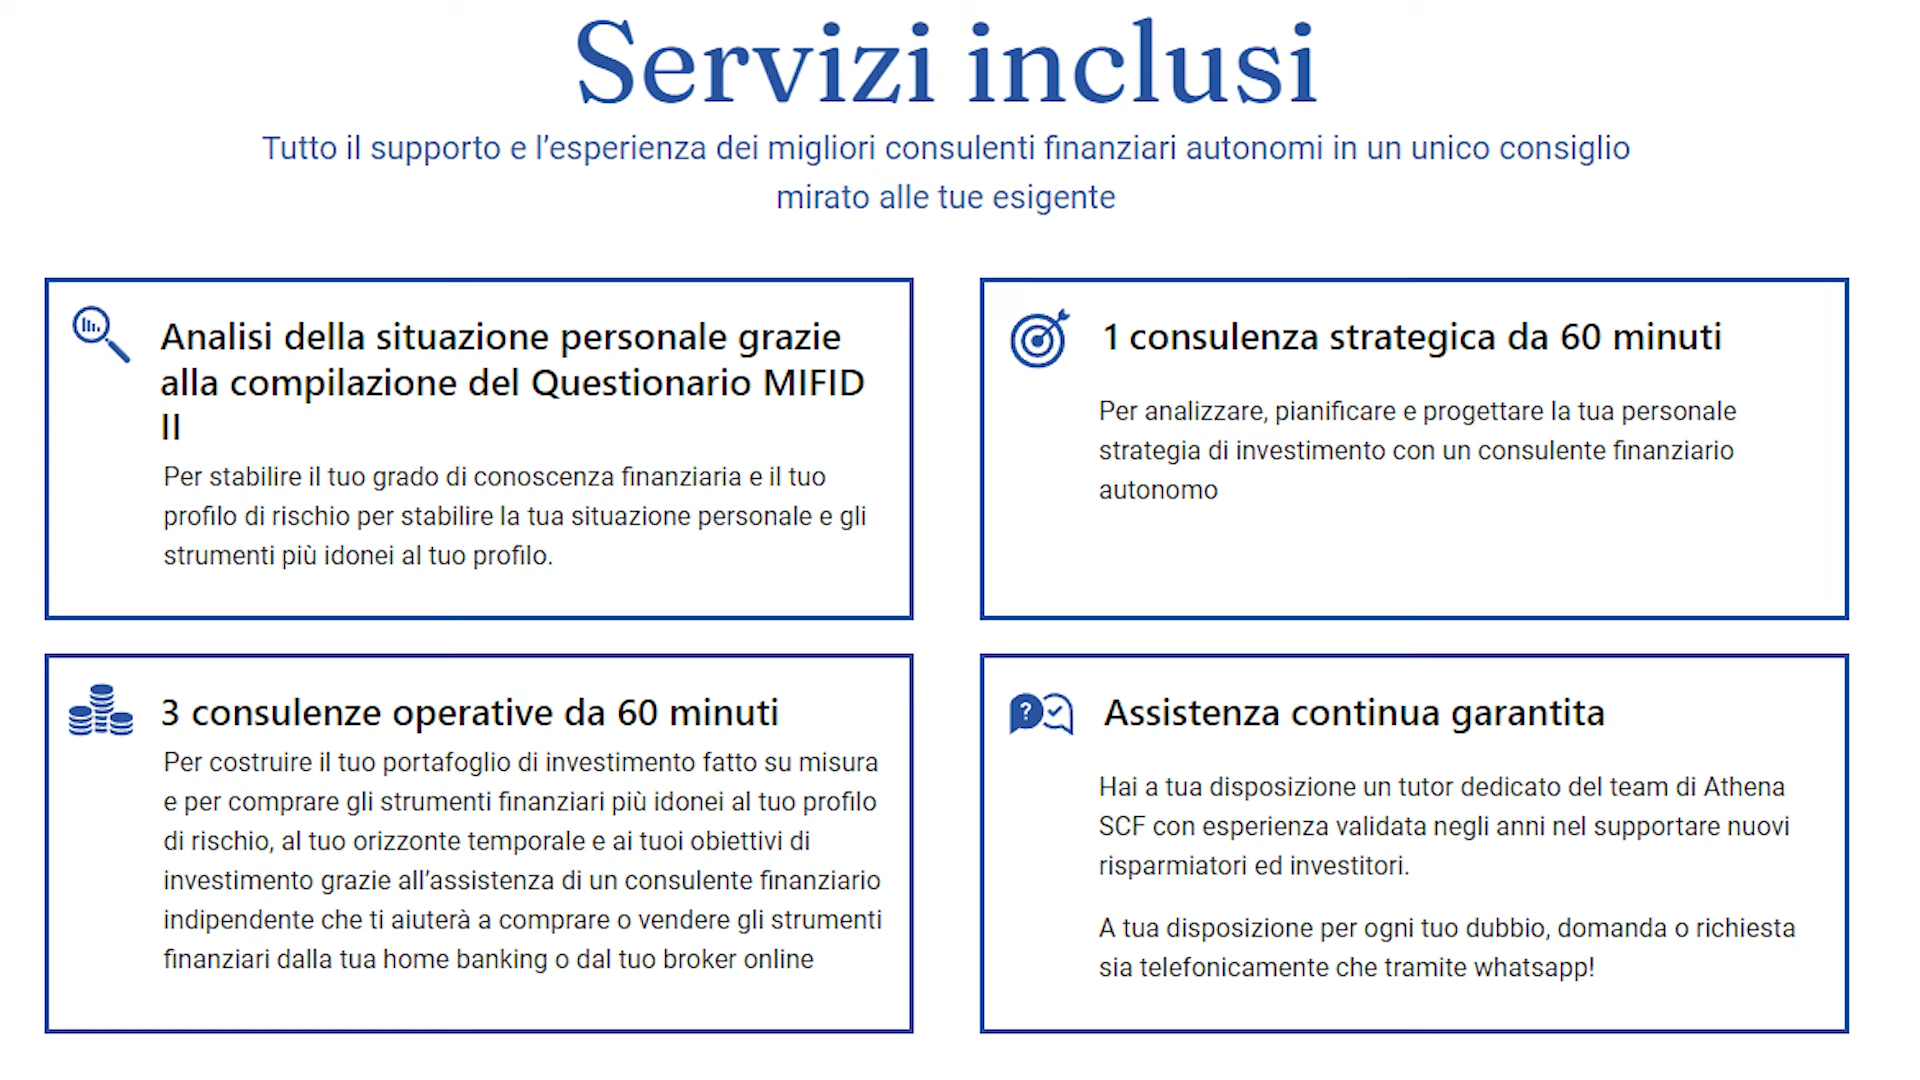 Servizi inclusi
Tutto il supporto e l’esperienza dei migliori consulenti finanziari autonomi in un unico consiglio
mirato alle tue esigente
Analisi della situazione personale grazie
alla compilazione del Questionario MIFID
II
Per stabilire il tuo grado di conoscenza finanziaria e il tuo
profilo di rischio per stabilire la tua situazione personale e gli
strumenti più idonei al tuo profilo.
1 consulenza strategica da 60 minuti
Per analizzare, pianificare e progettare la tua personale
strategia di investimento con un consulente finanziario
autonomo
3 consulenze operative da 60 minuti
Per costruire il tuo portafoglio di investimento fatto su misura
e per comprare gli strumenti finanziari più idonei al tuo profilo
di rischio, al tuo orizzonte temporale e ai tuoi obiettivi di
investimento grazie all’assistenza di un consulente finanziario
indipendente che ti aiuterà a comprare o vendere gli strumenti
finanziari dalla tua home banking o dal tuo broker online
?
Assistenza continua garantita
Hai a tua disposizione un tutor dedicato del team di Athena
SCF con esperienza validata negli anni nel supportare nuovi
risparmiatori ed investitori.
A tua disposizione per ogni tuo dubbio, domanda o richiesta
sia telefonicamente che tramite whatsapp!